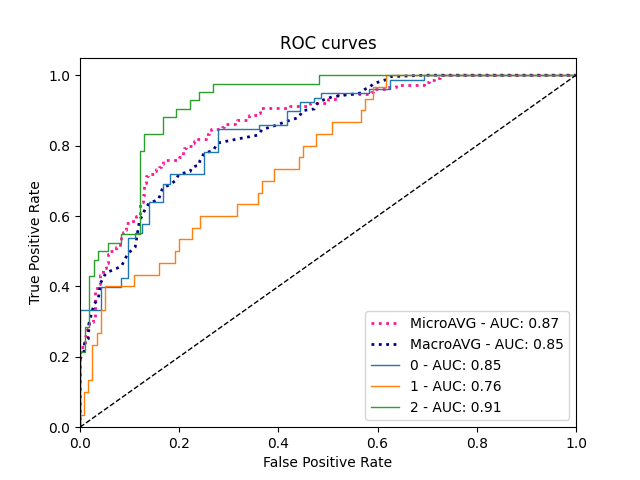 ROC curves
True Positive Rate
1.0
0.8
0.6
0.4
0.2
0.0
MicroAVG - AUC: 0.87
MacroAVG - AUC: 0.85
0 - AUC: 0.85
1 - AUC: 0.76
2 - AUC: 0.91
0.0 0.2 0.4 0.6 0.8 1.0
False Positive Rate